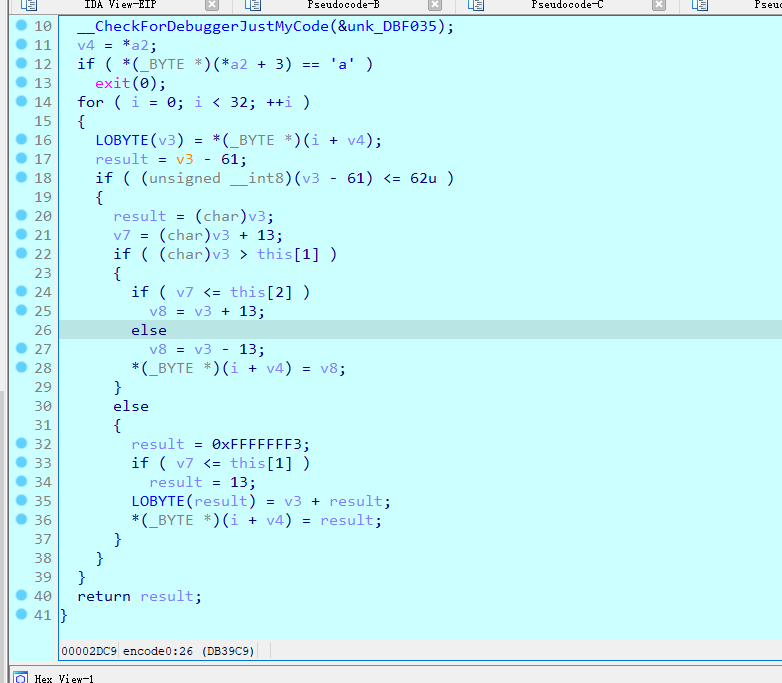 IDA View-EIP Pseudocode-B Pseudocode-C Pseu
10 __CheckForDebuggerJustMyCode(&unk_DBF035);
11 v4 = *a2;
12 if ( *(_BYTE *)(*a2 + 3) == 'a' )
13 exit(0);
14 for ( i = 0; i < 32; ++i )
15 {
16 LOBYTE(v3) = *(_BYTE *)(i + v4);
17 result = v3 - 61;
18 if ( (unsigned __int8)(v3 - 61) <= 62u )
19 {
20 result = (char)v3;
21 v7 = (char)v3 + 13;
22 if ( (char)v3 > this[1] )
23 {
24 if ( v7 <= this[2] )
25 v8 = v3 + 13;
26 else
27 v8 = v3 - 13;
28 *(_BYTE *)(i + v4) = v8;
29 }
30 else
31 {
32 result = 0xFFFFFFF3;
33 if ( v7 <= this[1] )
34 result = 13;
35 LOBYTE(result) = v3 + result;
36 *(_BYTE *)(i + v4) = result;
37 }
38 }
39 }
40 return result;
41 }
00002DC9 encode0:26 (DB39C9)
Hex View-1